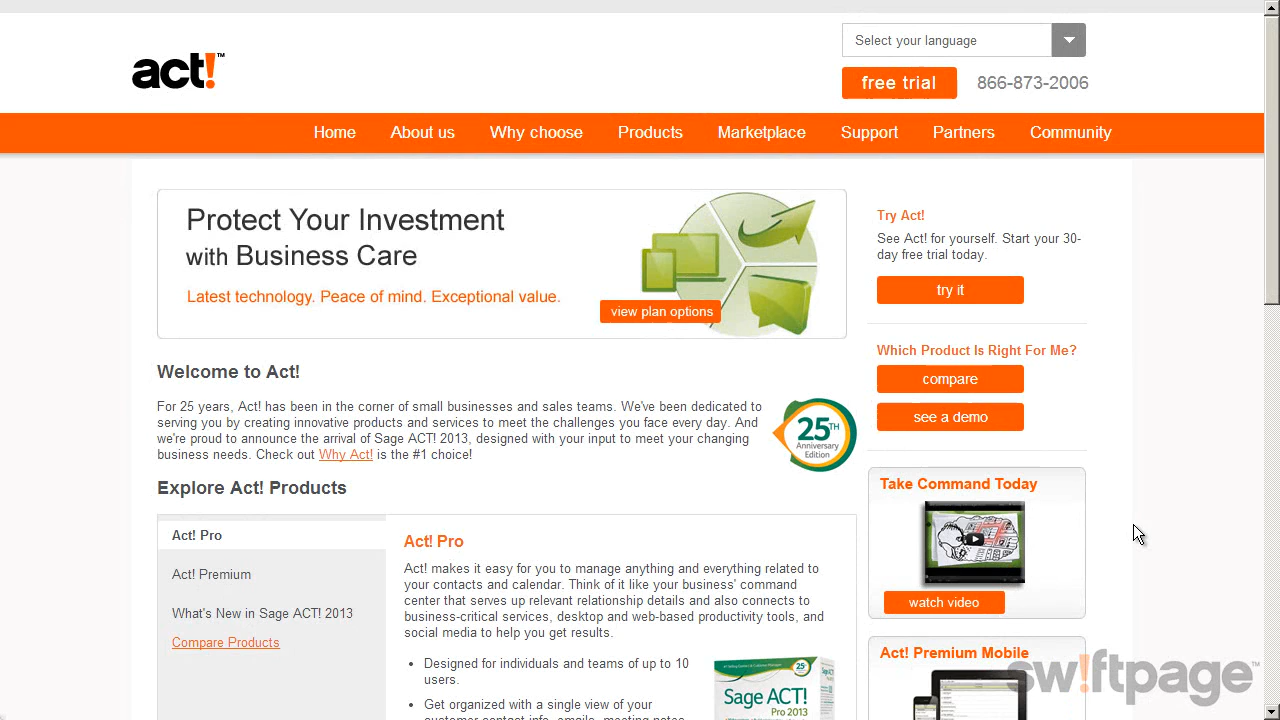 Select your language
act!™
free trial
866-873-2006
Home
About us
Why choose
Products
Marketplace
Support
Partners
Community
Protect Your Investment
with Business Care
Latest technology. Peace of mind. Exceptional value.
view plan options
Try Act!
See Act! for yourself. Start your 30-
day free trial today.
try it
Which Product Is Right For Me?
compare
see a demo
Welcome to Act!
For 25 years, Act! has been in the corner of small businesses and sales teams. We've been dedicated to
serving you by creating innovative products and services to meet the challenges you face every day. And
we're proud to announce the arrival of Sage ACT! 2013, designed with your input to meet your changing
business needs. Check out Why Act! is the #1 choice!
25TH
Anniversary
Edition
Explore Act! Products
Act! Pro
Act! Premium
What's New in Sage ACT! 2013
Compare Products
Act! Pro
Act! makes it easy for you to manage anything and everything related to
your contacts and calendar. Think of it like your business' command
center that serves up relevant relationship details and also connects to
business-critical services, desktop and web-based productivity tools, and
social media to help you get results.
• Designed for individuals and teams of up to 10
users.
• Get organized with a single view of your
Sage ACT!
Pro 2013
25
Take Command Today
watch video
Act! Premium Mobile
sw!ftpage™